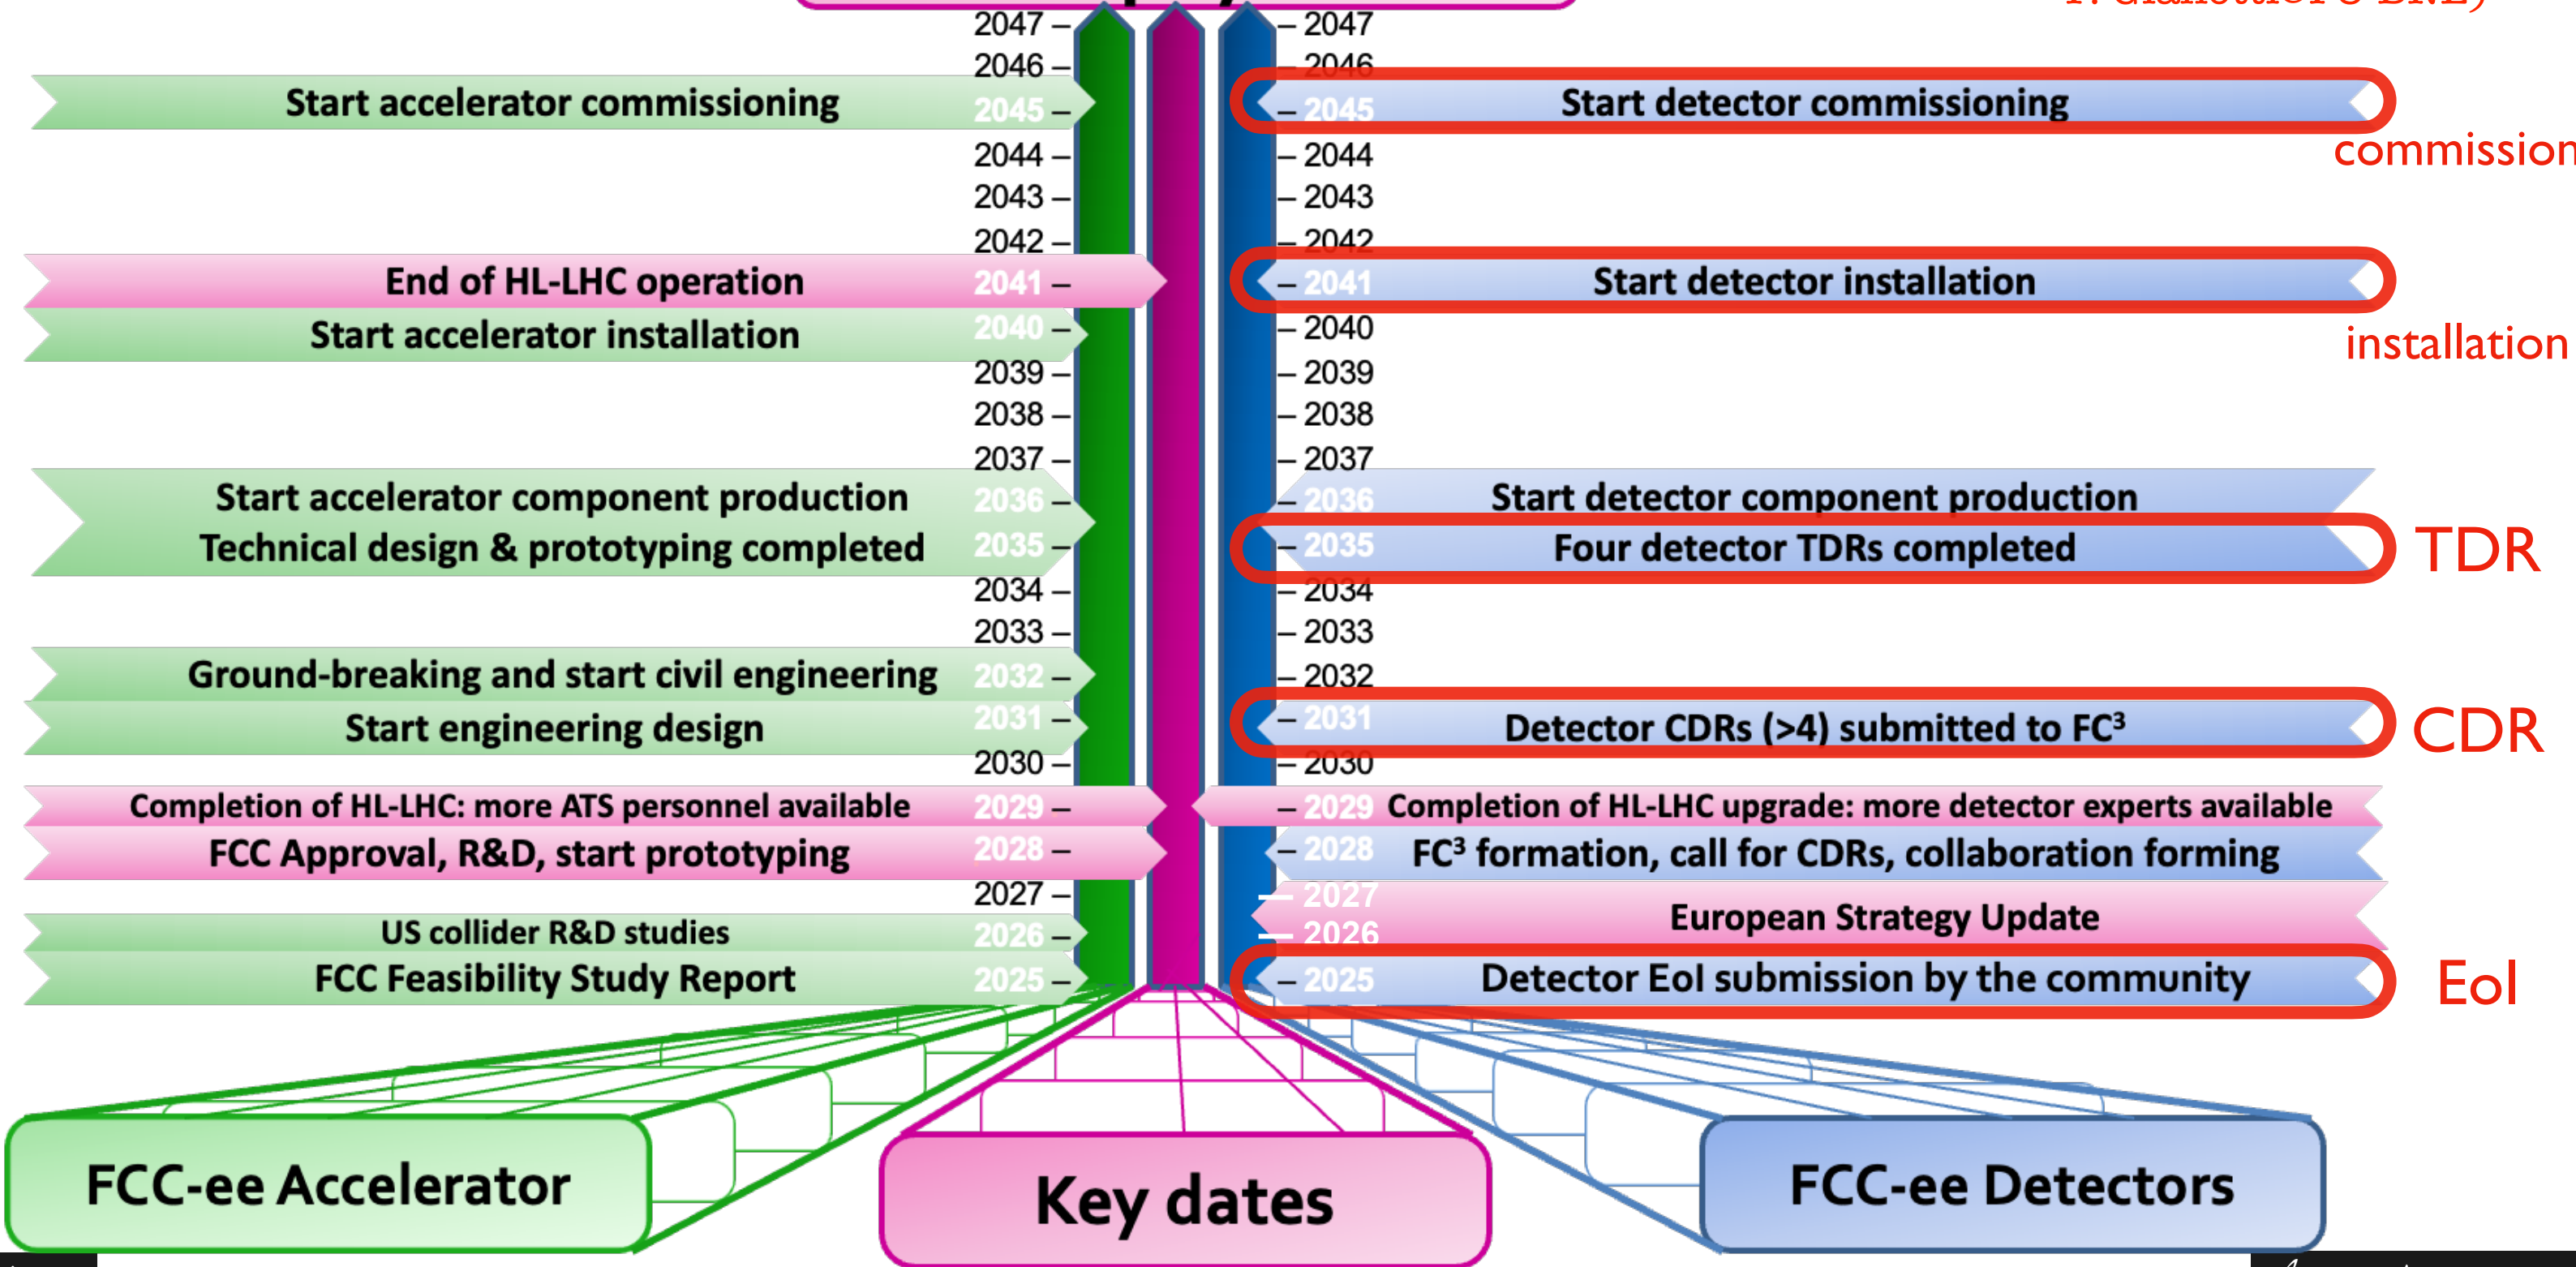 2047 – – 2047
2046 – – 2046
Start accelerator commissioning 2045 – – 2045 Start detector commissioning
commission
2044 – – 2044
2043 – – 2043
2042 – – 2042
End of HL-LHC operation 2041 – – 2041 Start detector installation
Start accelerator installation 2040 – – 2040
installation
2039 – – 2039
2038 – – 2038
2037 – – 2037
Start accelerator component production 2036 – – 2036 Start detector component production
Technical design & prototyping completed 2035 – – 2035 Four detector TDRs completed TDR
2034 – – 2034
2033 – – 2033
Ground-breaking and start civil engineering 2032 – – 2032
Start engineering design 2031 – – 2031 Detector CDRs (>4) submitted to FC³ CDR
2030 – – 2030
Completion of HL-LHC: more ATS personnel available 2029 – – 2029 Completion of HL-LHC upgrade: more detector experts available
FCC Approval, R&D, start prototyping 2028 – – 2028 FC³ formation, call for CDRs, collaboration forming
2027 – — 2027
European Strategy Update
US collider R&D studies 2026 – — 2026
FCC Feasibility Study Report 2025 – – 2025 Detector EoI submission by the community EoI
FCC-ee Accelerator
Key dates
FCC-ee Detectors